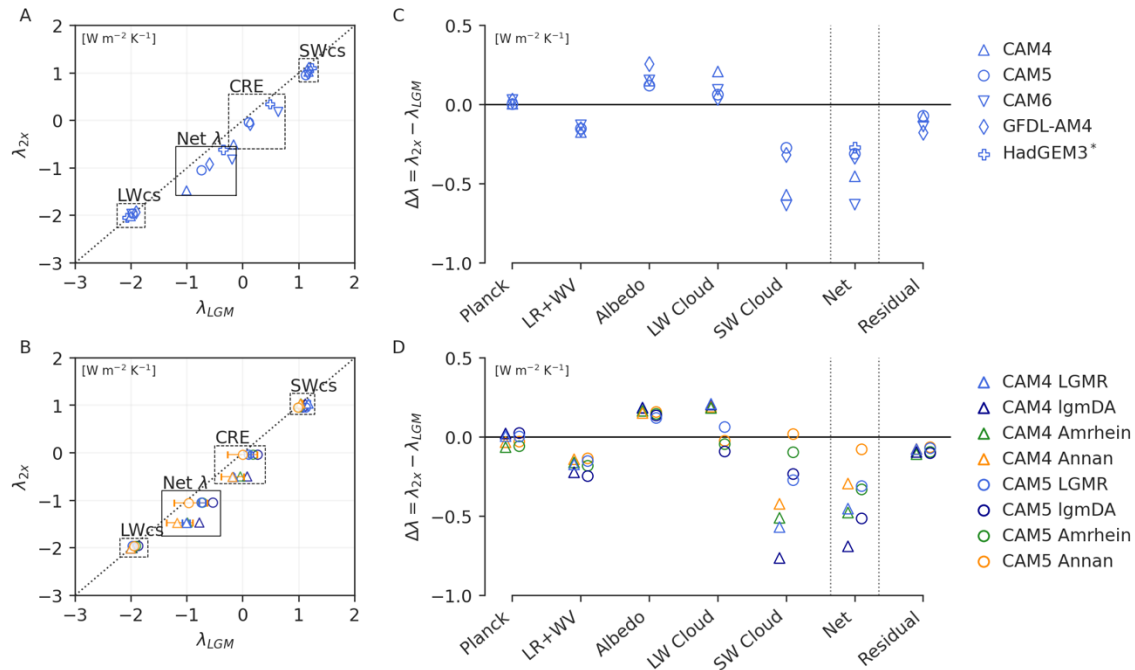 A
[W m⁻² K⁻¹]
2
1
0
−1
−2
−3
λ2x
SWcs
CRE
Net λ
LWcs
−3 −2 −1 0 1 2
λLGM
C
[W m⁻² K⁻¹]
0.5
0.0
−0.5
−1.0
Δλ = λ2x − λLGM
Planck
LR+WV
Albedo
LW Cloud
SW Cloud
Net
Residual
CAM4
CAM5
CAM6
GFDL-AM4
HadGEM3*
B
[W m⁻² K⁻¹]
2
1
0
−1
−2
−3
λ2x
SWcs
CRE
Net λ
LWcs
−3 −2 −1 0 1 2
λLGM
D
[W m⁻² K⁻¹]
0.5
0.0
−0.5
−1.0
Δλ = λ2x − λLGM
Planck
LR+WV
Albedo
LW Cloud
SW Cloud
Net
Residual
CAM4 LGMR
CAM4 lgmDA
CAM4 Amrhein
CAM4 Annan
CAM5 LGMR
CAM5 lgmDA
CAM5 Amrhein
CAM5 Annan